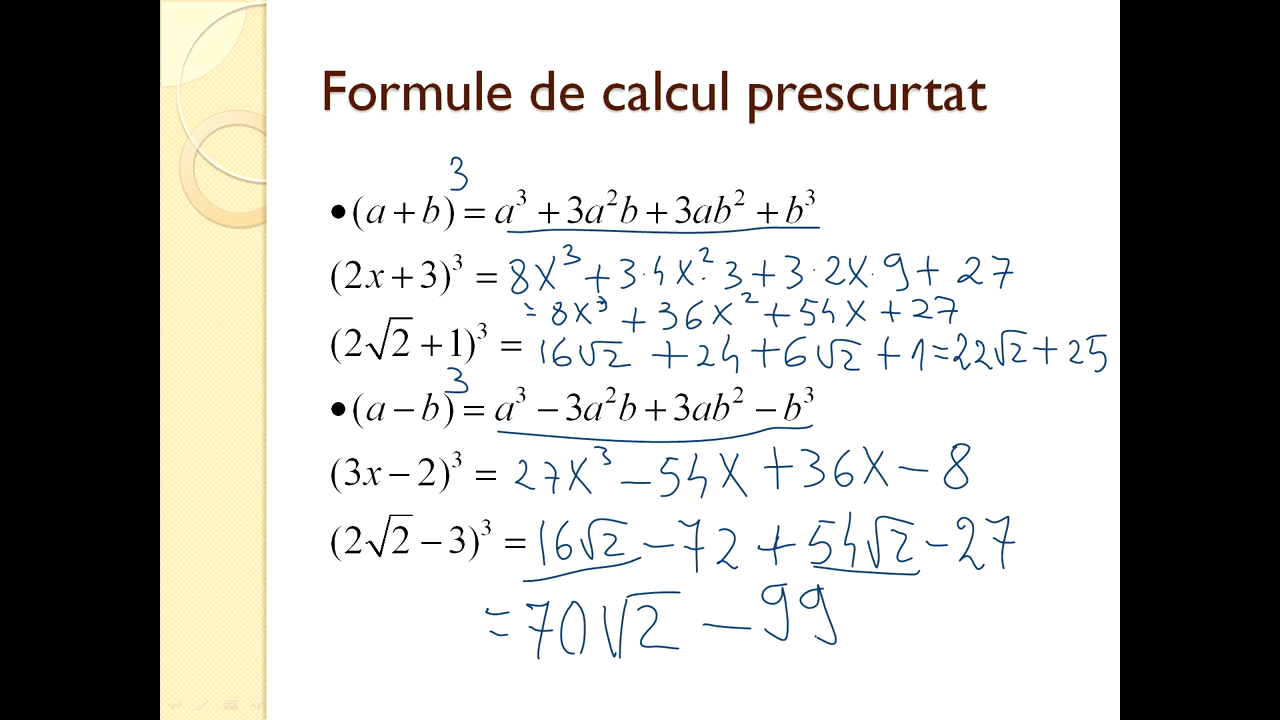 Formule de calcul prescurtat
•(a+b)³ = a³ + 3a²b + 3ab² + b³
(2x+3)³ = 8x³ + 3·4x²·3 + 3·2x·9 + 27
= 8x³ + 36x² + 54x + 27
(2√2+1)³ = 16√2 + 24 + 6√2 + 1 = 22√2 + 25
•(a−b)³ = a³ − 3a²b + 3ab² − b³
(3x−2)³ = 27x³ − 54x + 36x − 8
(2√2−3)³ = 16√2 − 72 + 54√2 − 27
= 70√2 − 99